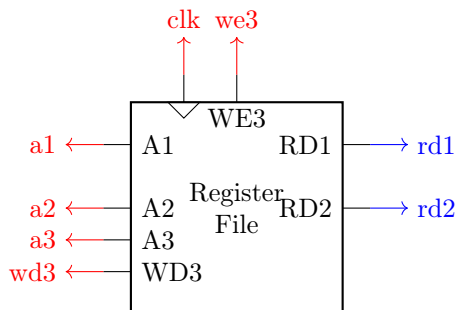 clk we3
WE3
a1 A1 RD1 rd1
Register
a2 A2 RD2 rd2
File
a3 A3
wd3 WD3